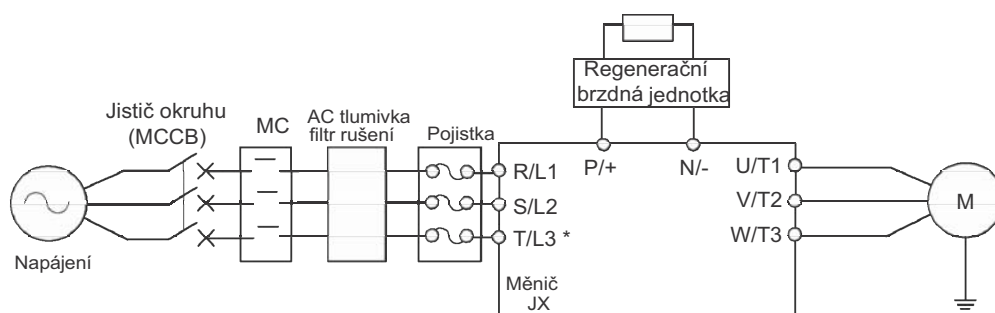 Regenerační
brzdná jednotka
Jistič okruhu
(MCCB)
MC
AC tlumivka
filtr rušení
Pojistka
R/L1
P/+
N/-
U/T1
S/L2
V/T2
M
T/L3 *
W/T3
Napájení
Měnič
JX